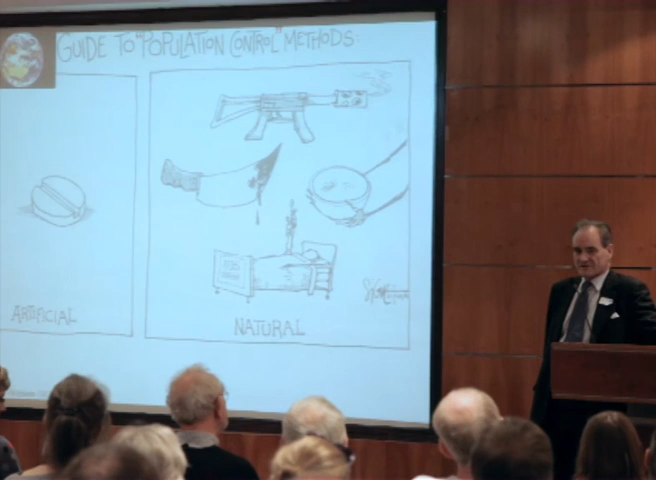 GUIDE TO "POPULATION CONTROL" METHODS:
ARTIFICIAL
NATURAL